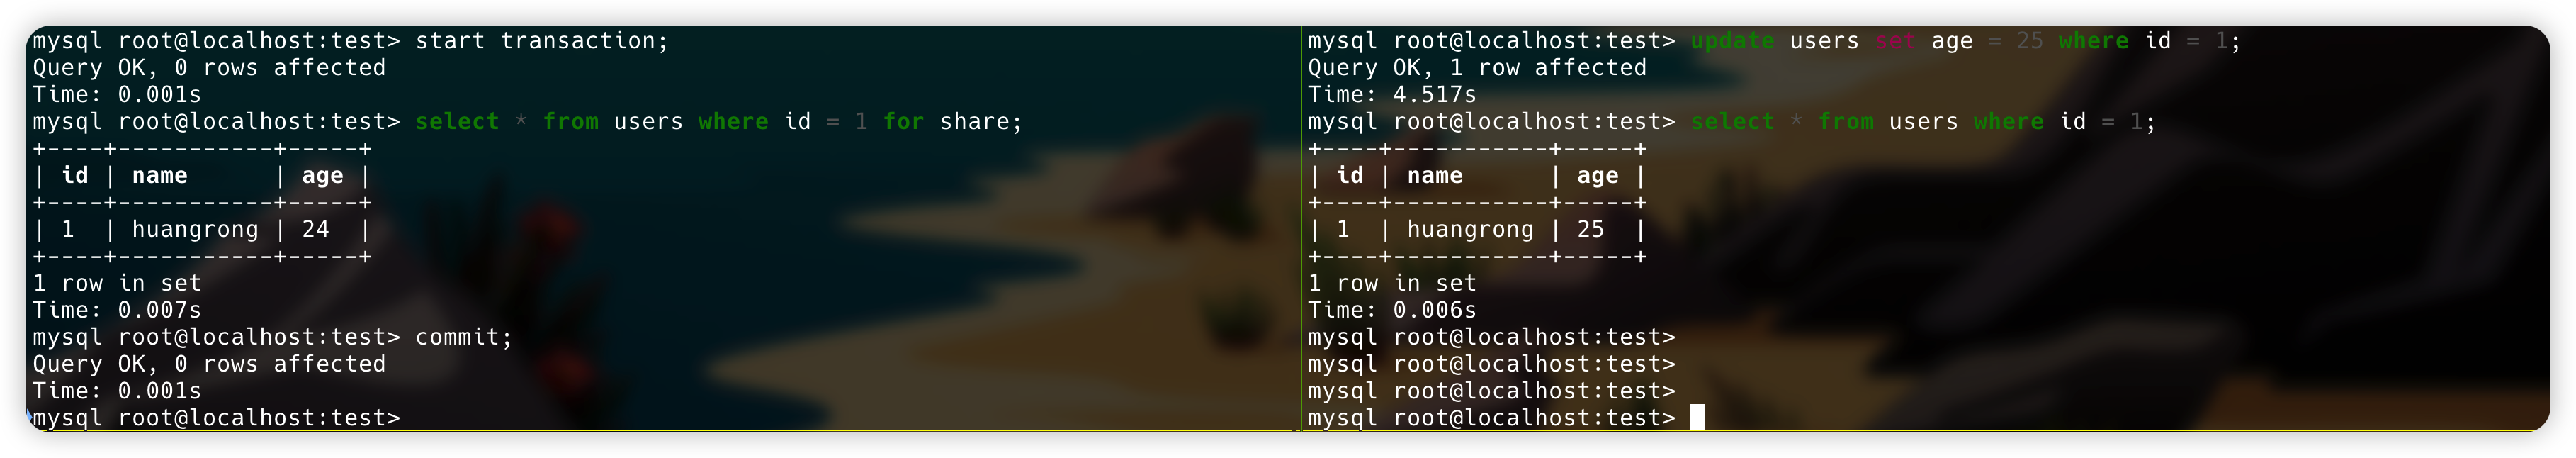 mysql root@localhost:test> start transaction;
Query OK, 0 rows affected
Time: 0.001s
mysql root@localhost:test> select * from users where id = 1 for share;
+----+-----------+-----+
| id | name      | age |
+----+-----------+-----+
| 1  | huangrong | 24  |
+----+-----------+-----+
1 row in set
Time: 0.007s
mysql root@localhost:test> commit;
Query OK, 0 rows affected
Time: 0.001s
mysql root@localhost:test>
mysql root@localhost:test> update users set age = 25 where id = 1;
Query OK, 1 row affected
Time: 4.517s
mysql root@localhost:test> select * from users where id = 1;
+----+-----------+-----+
| id | name      | age |
+----+-----------+-----+
| 1  | huangrong | 25  |
+----+-----------+-----+
1 row in set
Time: 0.006s
mysql root@localhost:test>
mysql root@localhost:test>
mysql root@localhost:test>
mysql root@localhost:test>